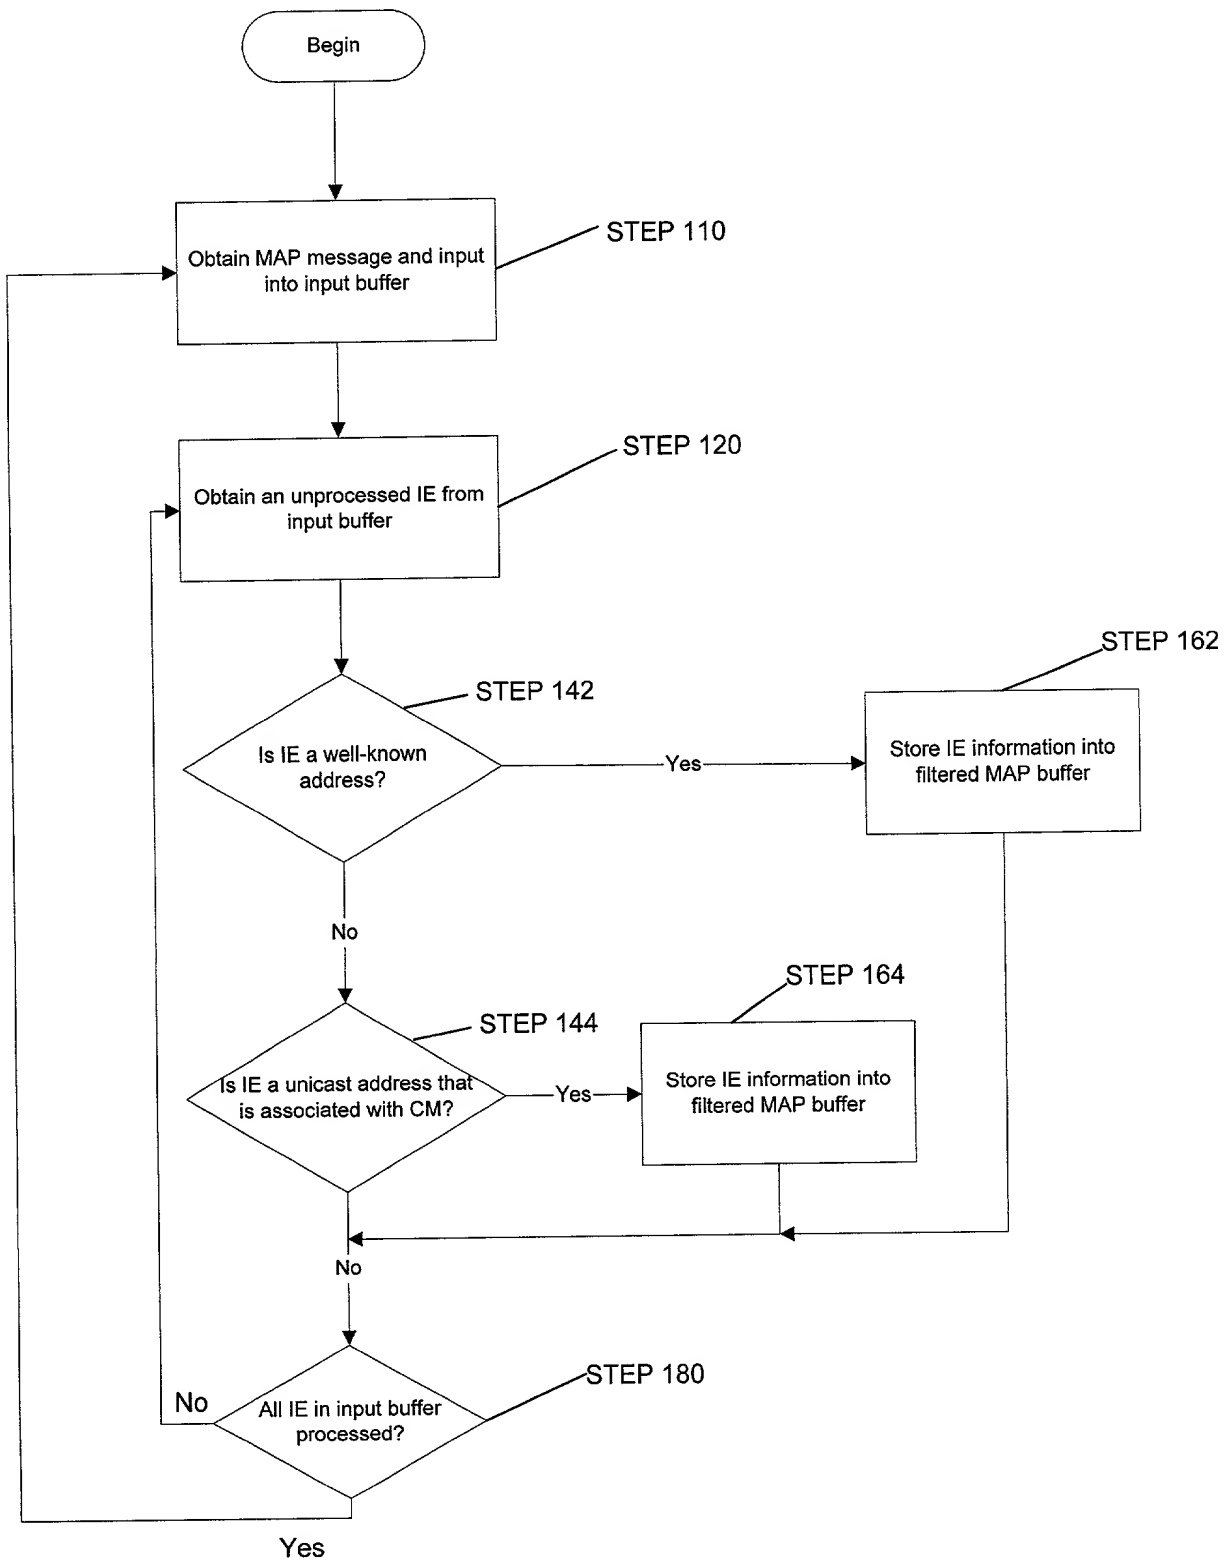 Begin
STEP 110
Obtain MAP message and input
into input buffer
STEP 120
Obtain an unprocessed IE from
input buffer
STEP 162
STEP 142
Is IE a well-known
address?
Yes
Store IE information into
filtered MAP buffer
No
STEP 164
STEP 144
Is IE a unicast address that
is associated with CM?
Yes
Store IE information into
filtered MAP buffer
No
STEP 180
No
All IE in input buffer
processed?
Yes